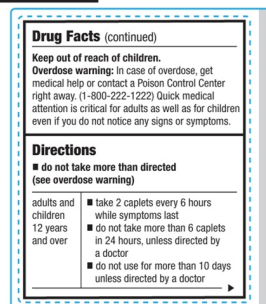 Drug Facts (continued)
Keep out of reach of children.
Overdose warning: In case of overdose, get
medical help or contact a Poison Control Center
right away. (1-800-222-1222) Quick medical
attention is critical for adults as well as for children
even if you do not notice any signs or symptoms.
Directions
■ do not take more than directed
(see overdose warning)
adults and
children
12 years
and over
■ take 2 caplets every 6 hours
while symptoms last
■ do not take more than 6 caplets
in 24 hours, unless directed by
a doctor
■ do not use for more than 10 days
unless directed by a doctor